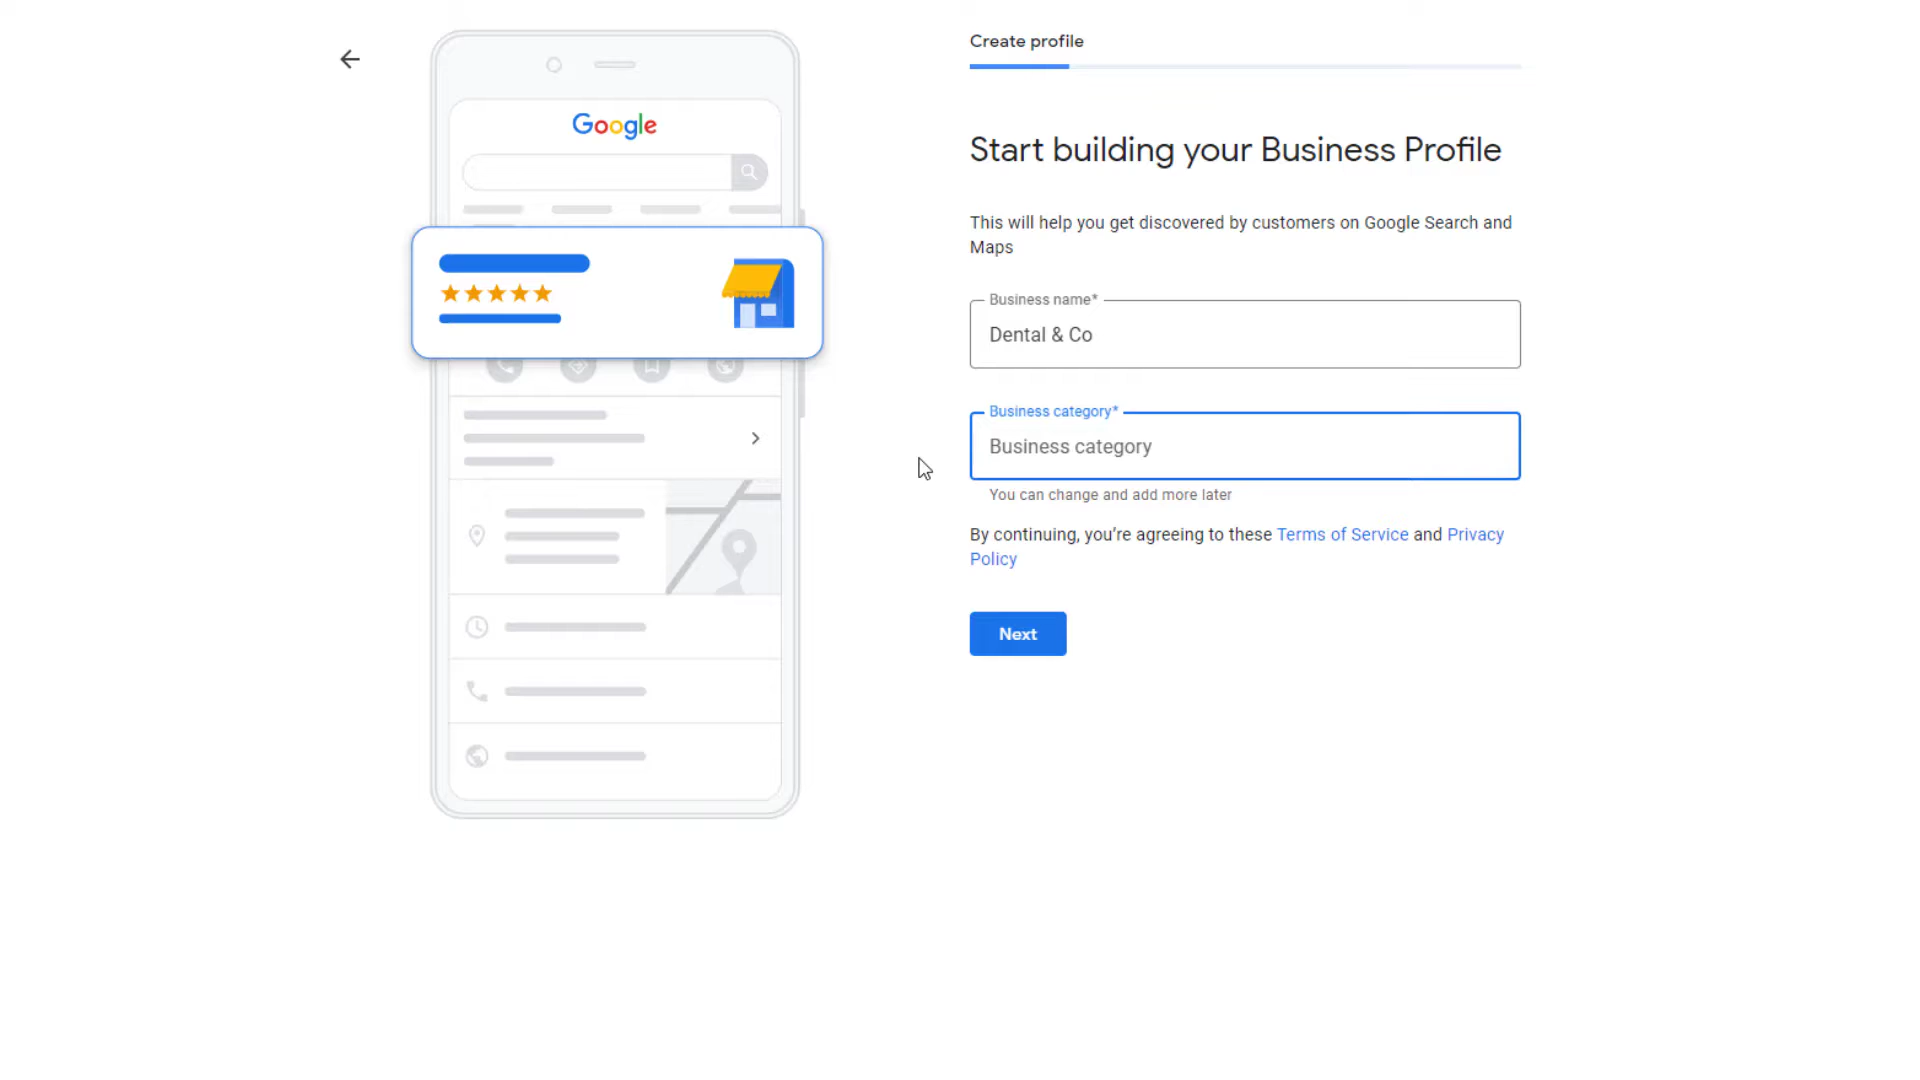 Create profile
Google
Start building your Business Profile
This will help you get discovered by customers on Google Search and
Maps
Business name*
Dental & Co
Business category*
Business category
You can change and add more later
By continuing, you’re agreeing to these Terms of Service and Privacy
Policy
Next